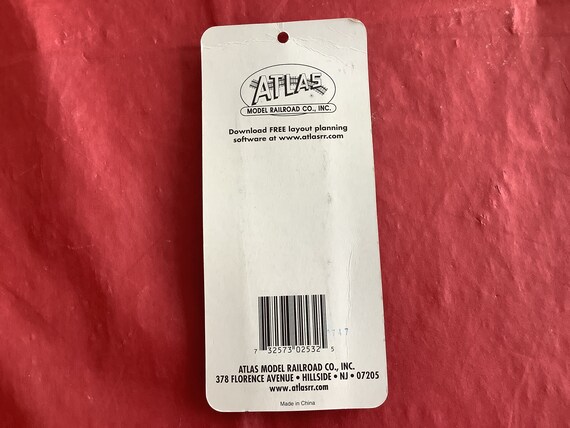 ATLAS
MODEL RAILROAD CO., INC.
Download FREE layout planning
software at www.atlasrr.com
7 32573 02532 5
ATLAS MODEL RAILROAD CO., INC.
378 FLORENCE AVENUE • HILLSIDE • NJ • 07205
www.atlasrr.com
Made in China